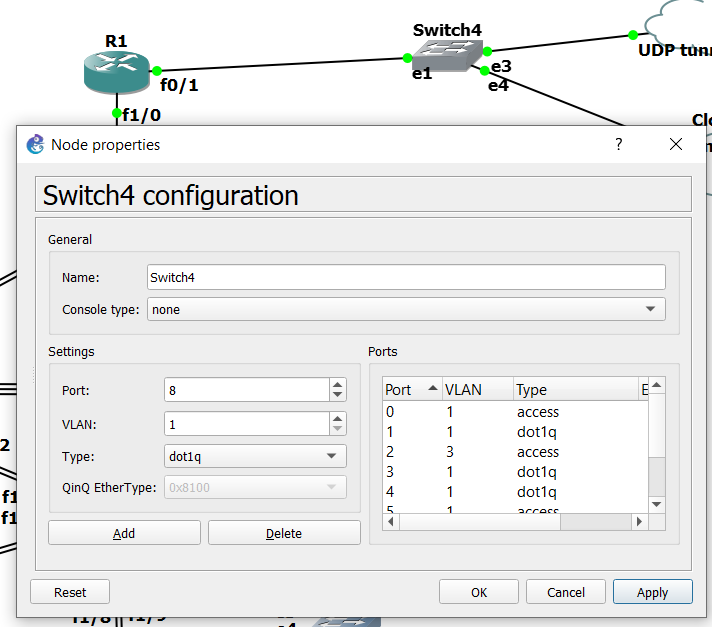 Switch4
R1
UDP tunn
e3
e1
f0/1
e4
f1/0
Clo
Node properties
?
Switch4 configuration
General
Name:
Switch4
Console type:
none
Settings
Ports
Port:
8
VLAN:
1
Type:
dot1q
QinQ EtherType:
0x8100
Add
Delete
Port VLAN Type E
0 1 access
1 1 dot1q
2 3 access
3 1 dot1q
4 1 dot1q
5 1 access
2
f1
f1
Reset
OK
Cancel
Apply
f1/8
f1/9